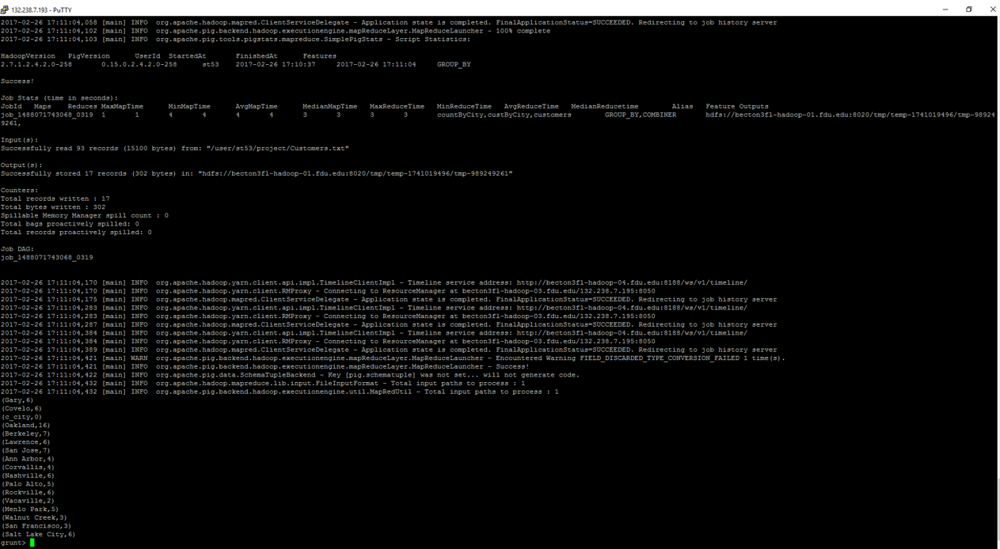 132.238.7.193 - PuTTY
2017-02-26 17:11:04,058 [main] INFO  org.apache.hadoop.mapred.ClientServiceDelegate - Application state is completed. FinalApplicationStatus=SUCCEEDED. Redirecting to job history server
2017-02-26 17:11:04,102 [main] INFO  org.apache.pig.backend.hadoop.executionengine.mapReduceLayer.MapReduceLauncher - 100% complete
2017-02-26 17:11:04,103 [main] INFO  org.apache.pig.tools.pigstats.mapreduce.SimplePigStats - Script Statistics:
HadoopVersion   PigVersion      UserId  StartedAt       FinishedAt      Features
2.7.1.2.4.2.0-258       0.15.0.2.4.2.0-258      st53    2017-02-26 17:10:37     2017-02-26 17:11:04     GROUP_BY
Success!
Job Stats (time in seconds):
JobId   Maps    Reduces MaxMapTime      MinMapTime      AvgMapTime      MedianMapTime   MaxReduceTime   MinReduceTime   AvgReduceTime   MedianReducetime        Alias   Feature Outputs
job_1488071743068_0319  1       1       4       4       4       4       3       3       3       3       countByCity,custByCity,customers        GROUP_BY,COMBINER       hdfs://becton3fl-hadoop-01.fdu.edu:8020/tmp/temp-1741019496/tmp-98924
9261,
Input(s):
Successfully read 93 records (15100 bytes) from: "/user/st53/project/Customers.txt"
Output(s):
Successfully stored 17 records (302 bytes) in: "hdfs://becton3fl-hadoop-01.fdu.edu:8020/tmp/temp-1741019496/tmp-989249261"
Counters:
Total records written : 17
Total bytes written : 302
Spillable Memory Manager spill count : 0
Total bags proactively spilled: 0
Total records proactively spilled: 0
Job DAG:
job_1488071743068_0319
2017-02-26 17:11:04,170 [main] INFO  org.apache.hadoop.yarn.client.api.impl.TimelineClientImpl - Timeline service address: http://becton3fl-hadoop-04.fdu.edu:8188/ws/v1/timeline/
2017-02-26 17:11:04,170 [main] INFO  org.apache.hadoop.yarn.client.RMProxy - Connecting to ResourceManager at becton3fl-hadoop-03.fdu.edu/132.238.7.195:8050
2017-02-26 17:11:04,175 [main] INFO  org.apache.hadoop.mapred.ClientServiceDelegate - Application state is completed. FinalApplicationStatus=SUCCEEDED. Redirecting to job history server
2017-02-26 17:11:04,283 [main] INFO  org.apache.hadoop.yarn.client.api.impl.TimelineClientImpl - Timeline service address: http://becton3fl-hadoop-04.fdu.edu:8188/ws/v1/timeline/
2017-02-26 17:11:04,283 [main] INFO  org.apache.hadoop.yarn.client.RMProxy - Connecting to ResourceManager at becton3fl-hadoop-03.fdu.edu/132.238.7.195:8050
2017-02-26 17:11:04,287 [main] INFO  org.apache.hadoop.mapred.ClientServiceDelegate - Application state is completed. FinalApplicationStatus=SUCCEEDED. Redirecting to job history server
2017-02-26 17:11:04,384 [main] INFO  org.apache.hadoop.yarn.client.api.impl.TimelineClientImpl - Timeline service address: http://becton3fl-hadoop-04.fdu.edu:8188/ws/v1/timeline/
2017-02-26 17:11:04,384 [main] INFO  org.apache.hadoop.yarn.client.RMProxy - Connecting to ResourceManager at becton3fl-hadoop-03.fdu.edu/132.238.7.195:8050
2017-02-26 17:11:04,389 [main] INFO  org.apache.hadoop.mapred.ClientServiceDelegate - Application state is completed. FinalApplicationStatus=SUCCEEDED. Redirecting to job history server
2017-02-26 17:11:04,421 [main] WARN  org.apache.pig.backend.hadoop.executionengine.mapReduceLayer.MapReduceLauncher - Encountered Warning FIELD_DISCARDED_TYPE_CONVERSION_FAILED 1 time(s).
2017-02-26 17:11:04,421 [main] INFO  org.apache.pig.backend.hadoop.executionengine.mapReduceLayer.MapReduceLauncher - Success!
2017-02-26 17:11:04,422 [main] INFO  org.apache.pig.data.SchemaTupleBackend - Key [pig.schematuple] was not set... will not generate code.
2017-02-26 17:11:04,432 [main] INFO  org.apache.hadoop.mapreduce.lib.input.FileInputFormat - Total input paths to process : 1
2017-02-26 17:11:04,432 [main] INFO  org.apache.pig.backend.hadoop.executionengine.util.MapRedUtil - Total input paths to process : 1
(Gary,6)
(Covelo,6)
(c_city,0)
(Oakland,16)
(Berkeley,7)
(Lawrence,6)
(San Jose,7)
(Ann Arbor,4)
(Corvallis,4)
(Nashville,6)
(Palo Alto,5)
(Rockville,6)
(Vacaville,2)
(Menlo Park,5)
(Walnut Creek,3)
(San Francisco,3)
(Salt Lake City,6)
grunt>